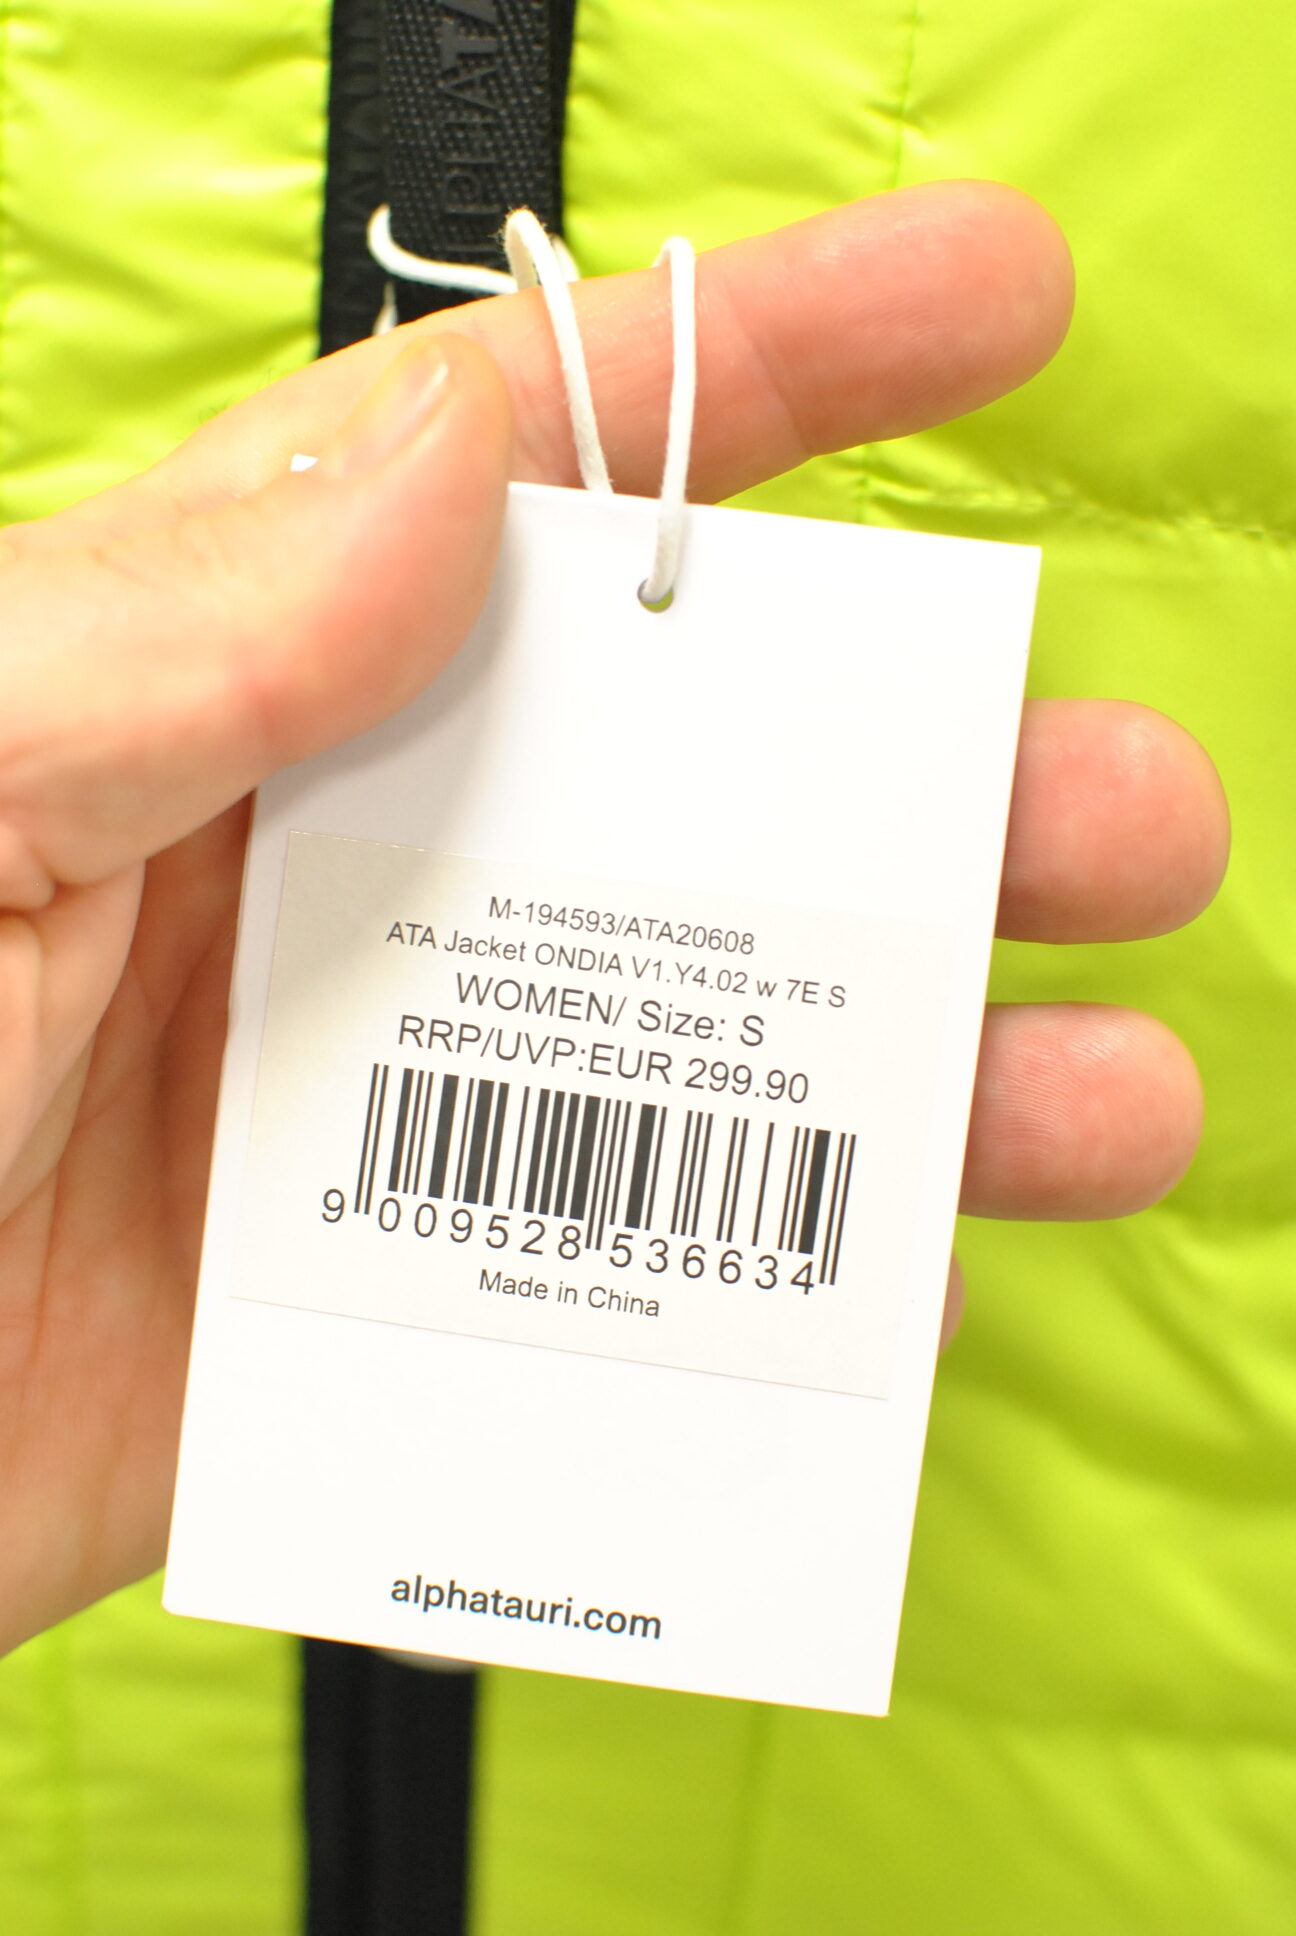 ALPHATA
M-194593/ATA20608
ATA Jacket ONDIA V1.Y4.02 w 7E S
WOMEN/ Size: S
RRP/UVP:EUR 299.90
9 009528 536634
Made in China
alphatauri.com